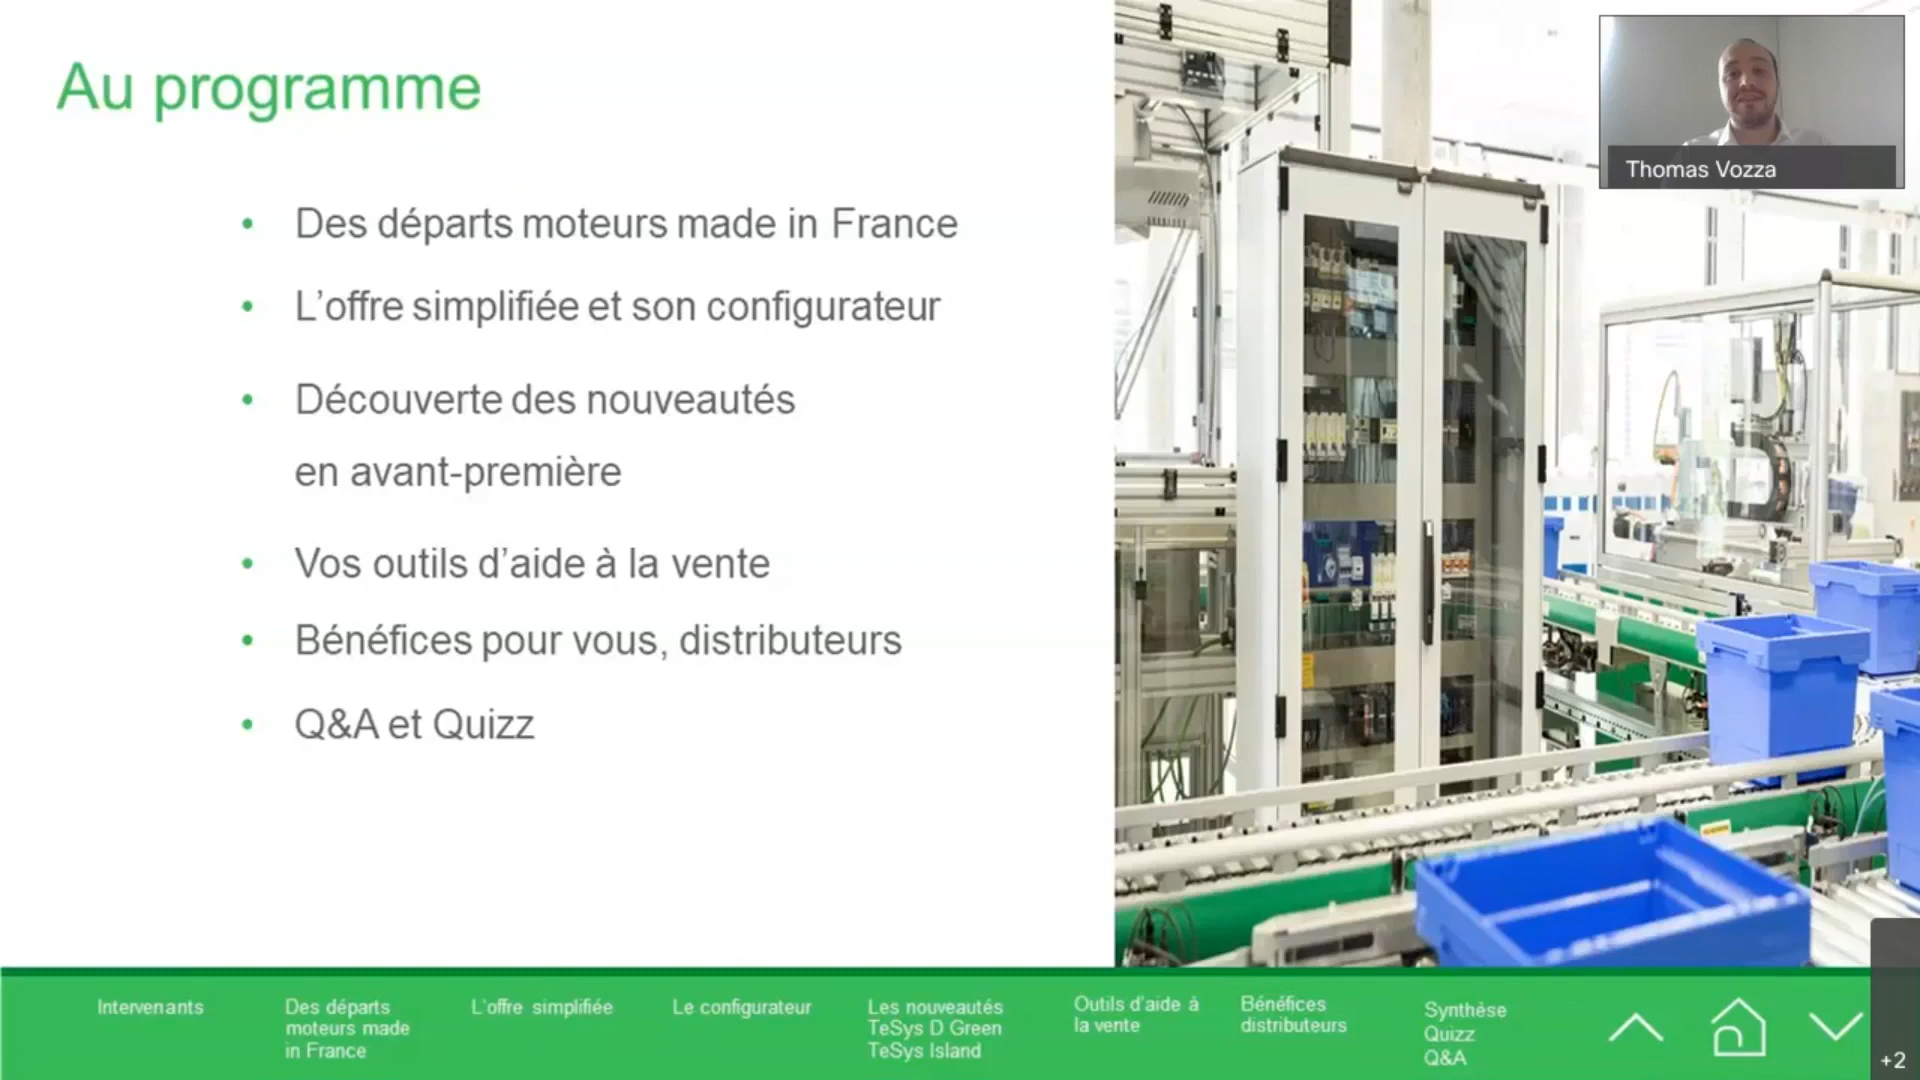 Au programme
Thomas Vozza
• Des départs moteurs made in France
• L’offre simplifiée et son configurateur
• Découverte des nouveautés
en avant-première
• Vos outils d’aide à la vente
• Bénéfices pour vous, distributeurs
• Q&A et Quizz
Intervenants
Des départs
moteurs made
in France
L’offre simplifiée
Le configurateur
Les nouveautés
TeSys D Green
TeSys Island
Outils d’aide à
la vente
Bénéfices
distributeurs
Synthèse
Quizz
Q&A
+2